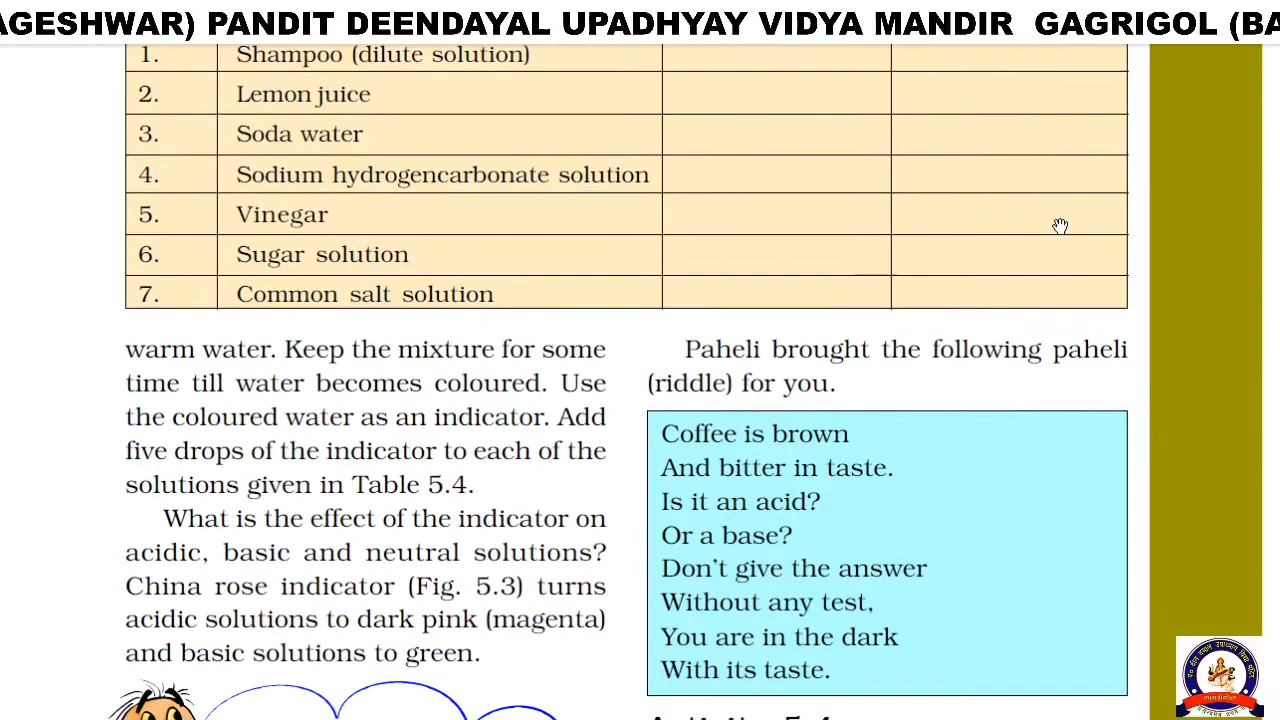 AGESHWAR) PANDIT DEENDAYAL UPADHYAY VIDYA MANDIR GAGRIGOL (BA
1. Shampoo (dilute solution)
2. Lemon juice
3. Soda water
4. Sodium hydrogencarbonate solution
5. Vinegar
6. Sugar solution
7. Common salt solution
warm water. Keep the mixture for some
time till water becomes coloured. Use
the coloured water as an indicator. Add
five drops of the indicator to each of the
solutions given in Table 5.4.
What is the effect of the indicator on
acidic, basic and neutral solutions?
China rose indicator (Fig. 5.3) turns
acidic solutions to dark pink (magenta)
and basic solutions to green.
Paheli brought the following paheli
(riddle) for you.
Coffee is brown
And bitter in taste.
Is it an acid?
Or a base?
Don't give the answer
Without any test,
You are in the dark
With its taste.